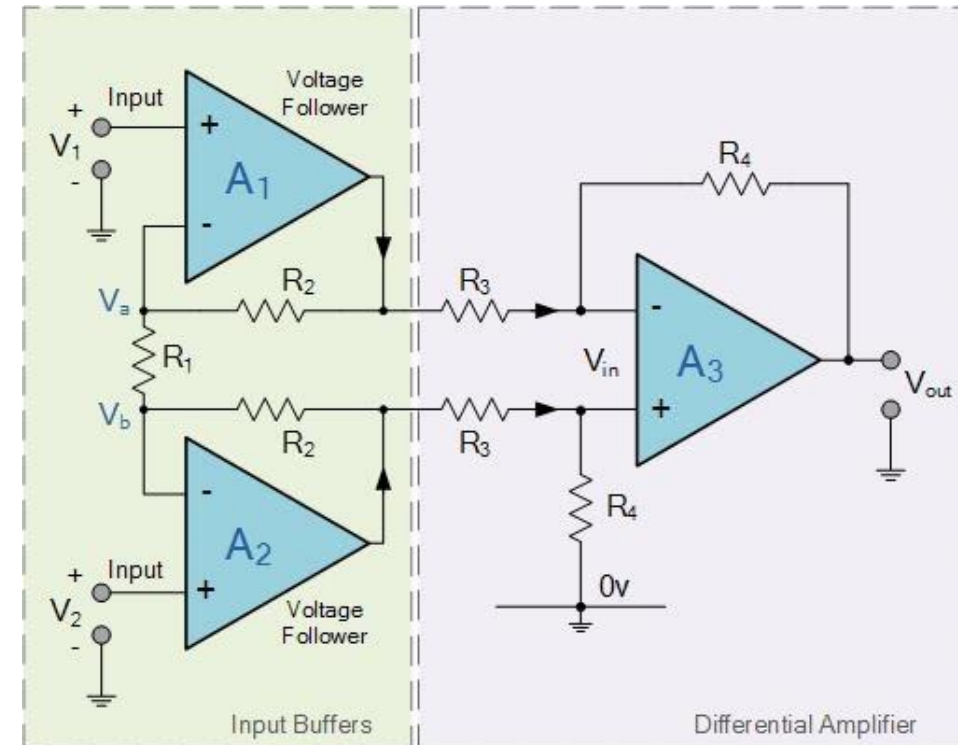 Voltage
Follower
+
Input
V₁
-
+
A₁
-
R₄
Vₐ
R₂
R₃
R₁
-
Vᵢₙ
A₃
+
Vₒᵤₜ
V_b
R₂
R₃
-
A₂
+
R₄
+
Input
V₂
-
0v
Voltage
Follower
Input Buffers
Differential Amplifier